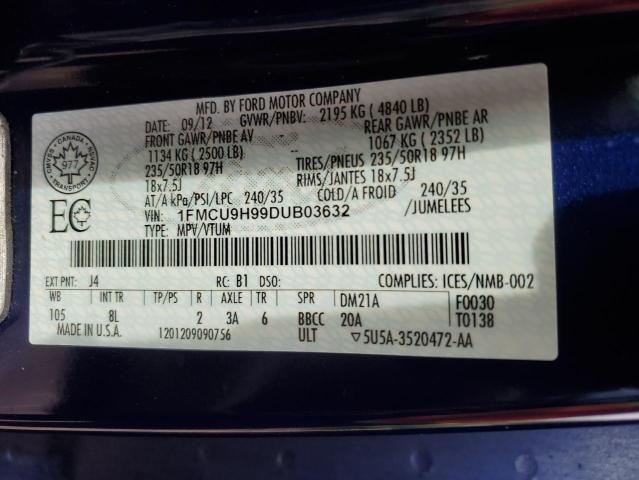 MFD. BY FORD MOTOR COMPANY
DATE: 09/12 GVWR/PNBV: 2195 KG ( 4840 LB)
FRONT GAWR/PNBE AV REAR GAWR/PNBE AR
1134 KG ( 2500 LB) 1067 KG ( 2352 LB)
235/50R18 97H TIRES/PNEUS 235/50R18 97H
18x7.5J RIMS/JANTES 18x7.5J
AT/A kPa/PSI/LPC 240/35 COLD/A FROID 240/35
VIN: 1FMCU9H99DUB03632 /JUMELEES
TYPE: MPV/VTUM
CANADA
977
TRANSPORT
EC
EXT PNT: J4 RC: B1 DSO: COMPLIES: ICES/NMB-002
WB INT TR TP/PS R AXLE TR SPR DM21A F0030
105 8L 2 3A 6 BBCC 20A T0138
MADE IN U.S.A. 1201209090756 ULT ▽5U5A-3520472-AA